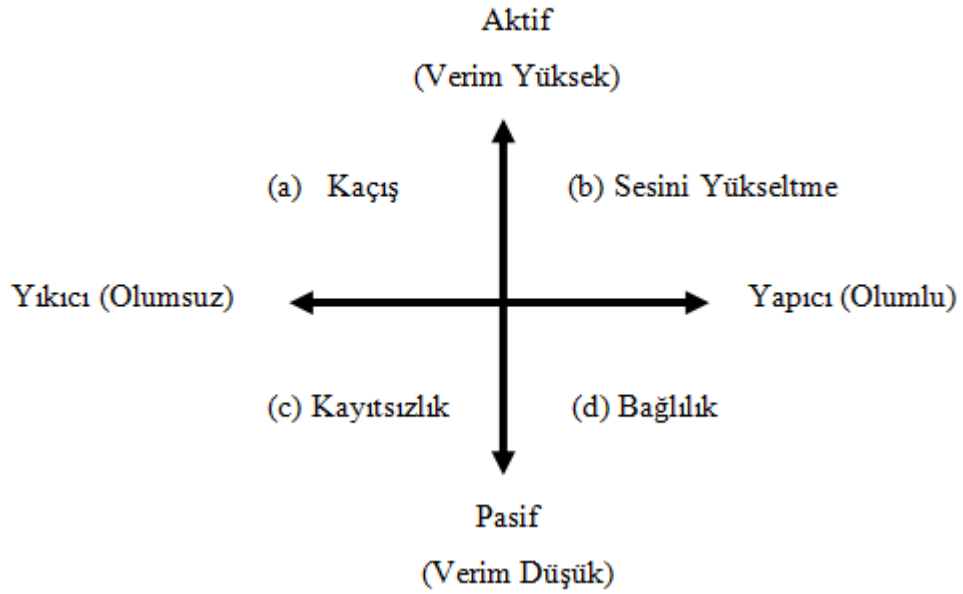 Aktif
(Verim Yüksek)
(a) Kaçış
(b) Sesini Yükseltme
Yıkıcı (Olumsuz)
Yapıcı (Olumlu)
(c) Kayıtsızlık
(d) Bağlılık
Pasif
(Verim Düşük)